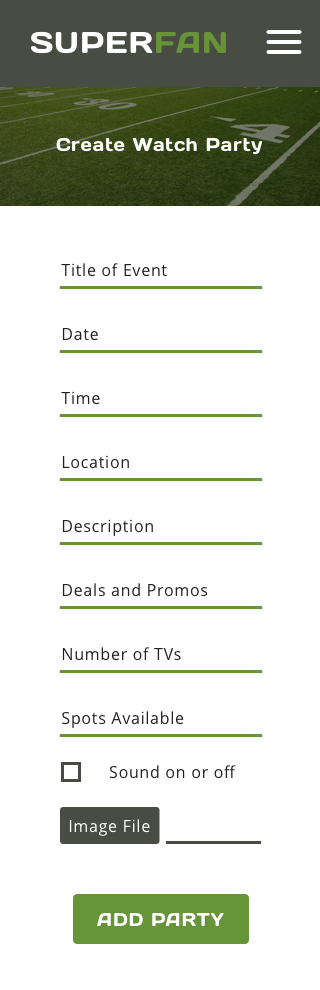 SUPERFAN
Create Watch Party
Title of Event
Date
Time
Location
Description
Deals and Promos
Number of TVs
Spots Available
Sound on or off
Image File
ADD PARTY